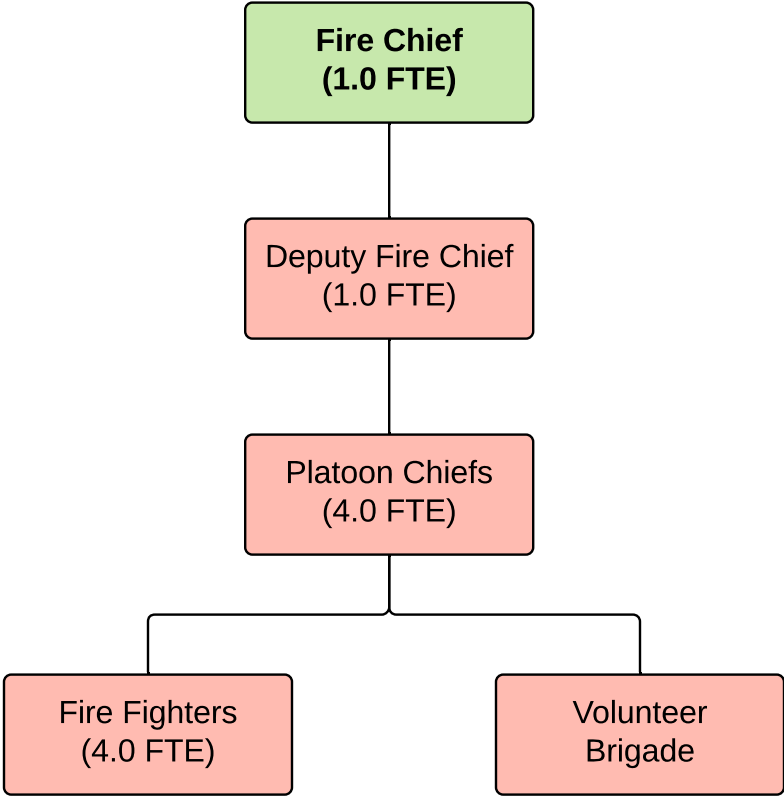 Fire Chief
(1.0 FTE)
Deputy Fire Chief
(1.0 FTE)
Platoon Chiefs
(4.0 FTE)
Fire Fighters
(4.0 FTE)
Volunteer
Brigade